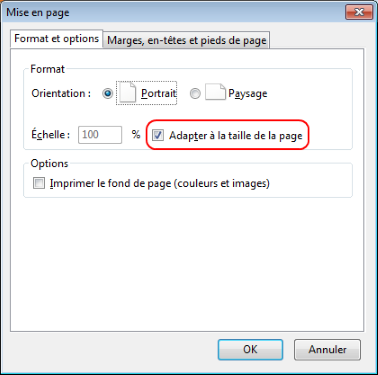 Mise en page
Format et options
Marges, en-têtes et pieds de page
Format
Orientation : Portrait Paysage
Échelle : 100 % Adapter à la taille de la page
Options
Imprimer le fond de page (couleurs et images)
OK Annuler